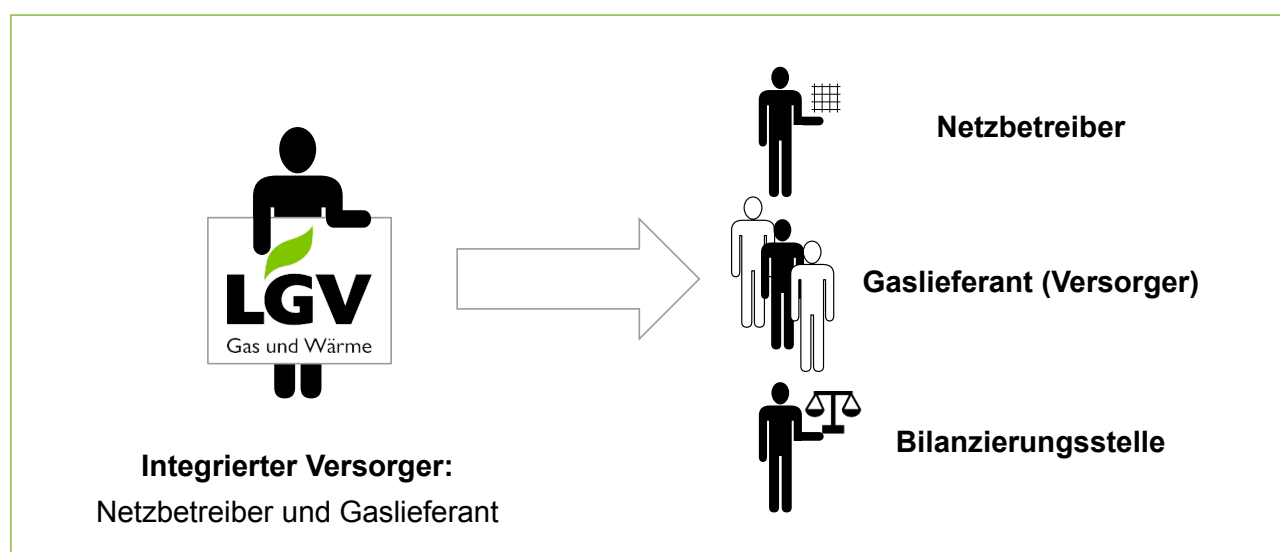 LGV
Gas und Wärme
Integrierter Versorger:
Netzbetreiber und Gaslieferant
Netzbetreiber
Gaslieferant (Versorger)
Bilanzierungsstelle